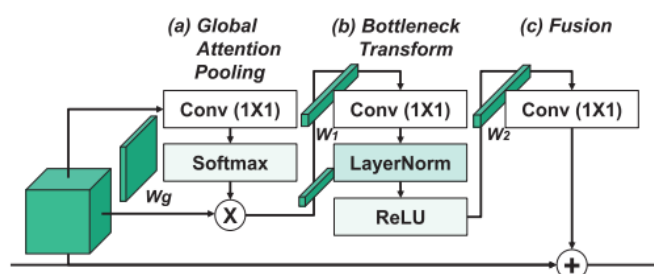 (a) Global
Attention
Pooling
(b) Bottleneck
Transform
(c) Fusion
Conv (1X1)
Softmax
Wg
X
W1
Conv (1X1)
LayerNorm
ReLU
W2
Conv (1X1)
+